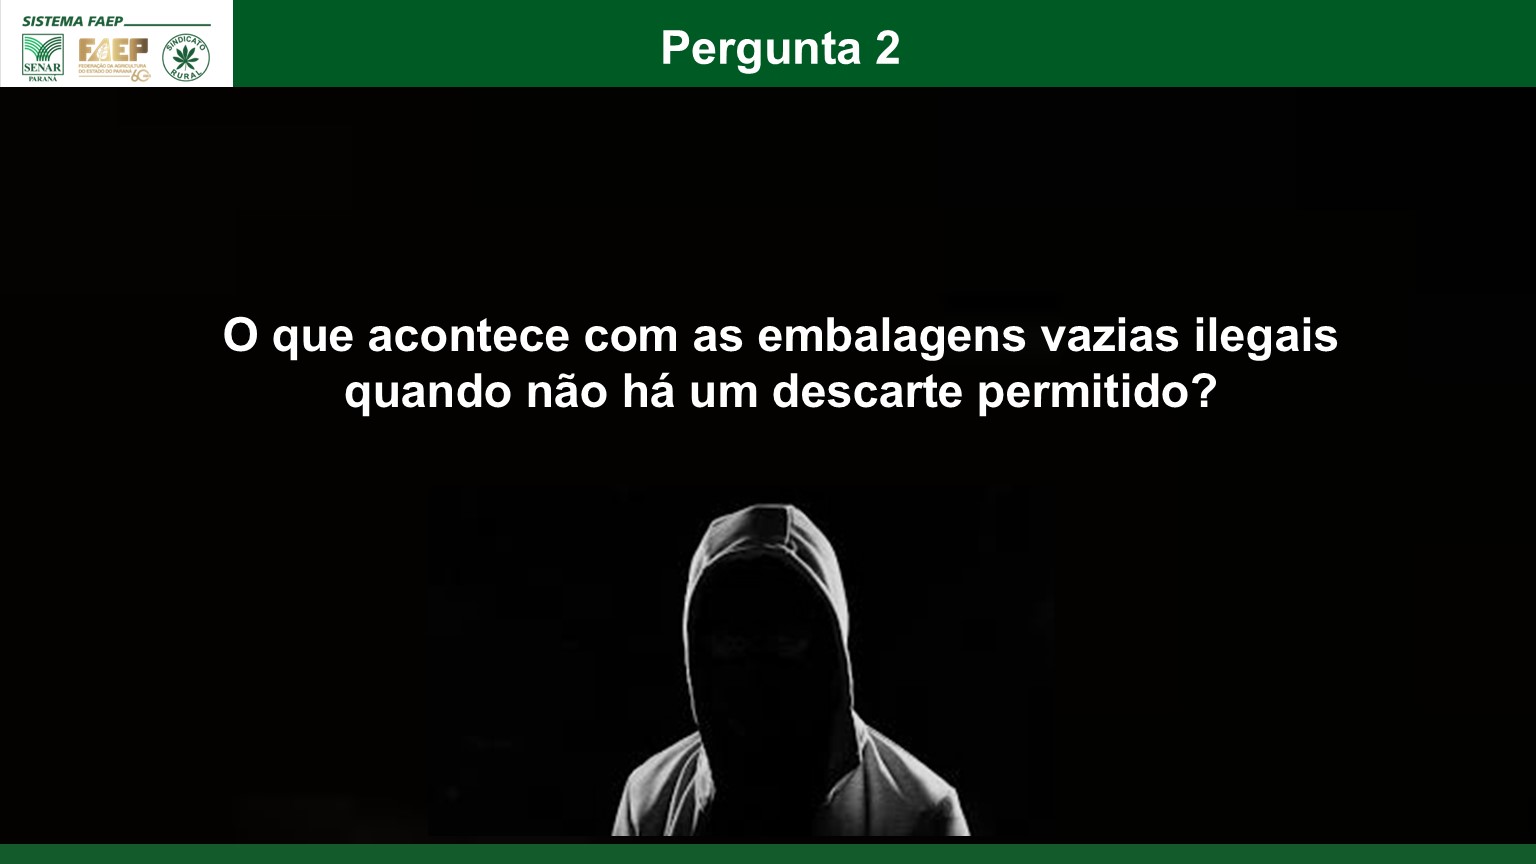 SISTEMA FAEP
SENAR
PARANÁ
FAEP
FEDERAÇÃO DA AGRICULTURA
DO ESTADO DO PARANÁ
60
SINDICATO
RURAL
Pergunta 2
O que acontece com as embalagens vazias ilegais
quando não há um descarte permitido?